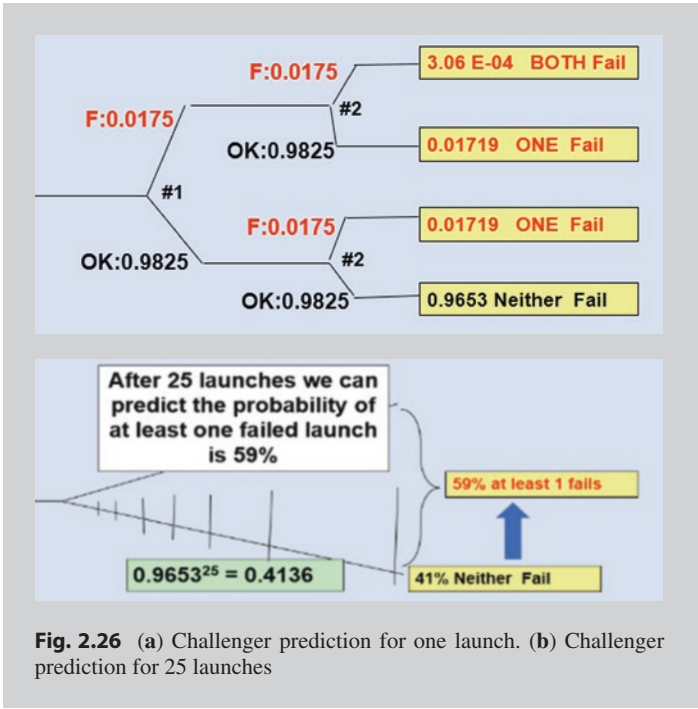 F:0.0175
3.06 E-04 BOTH Fail
F:0.0175
#2
OK:0.9825
0.01719 ONE Fail
#1
F:0.0175
0.01719 ONE Fail
OK:0.9825
#2
OK:0.9825
0.9653 Neither Fail
After 25 launches we can
predict the probability of
at least one failed launch
is 59%
59% at least 1 fails
0.9653²⁵ = 0.4136
41% Neither Fail
Fig. 2.26 (a) Challenger prediction for one launch. (b) Challenger
prediction for 25 launches